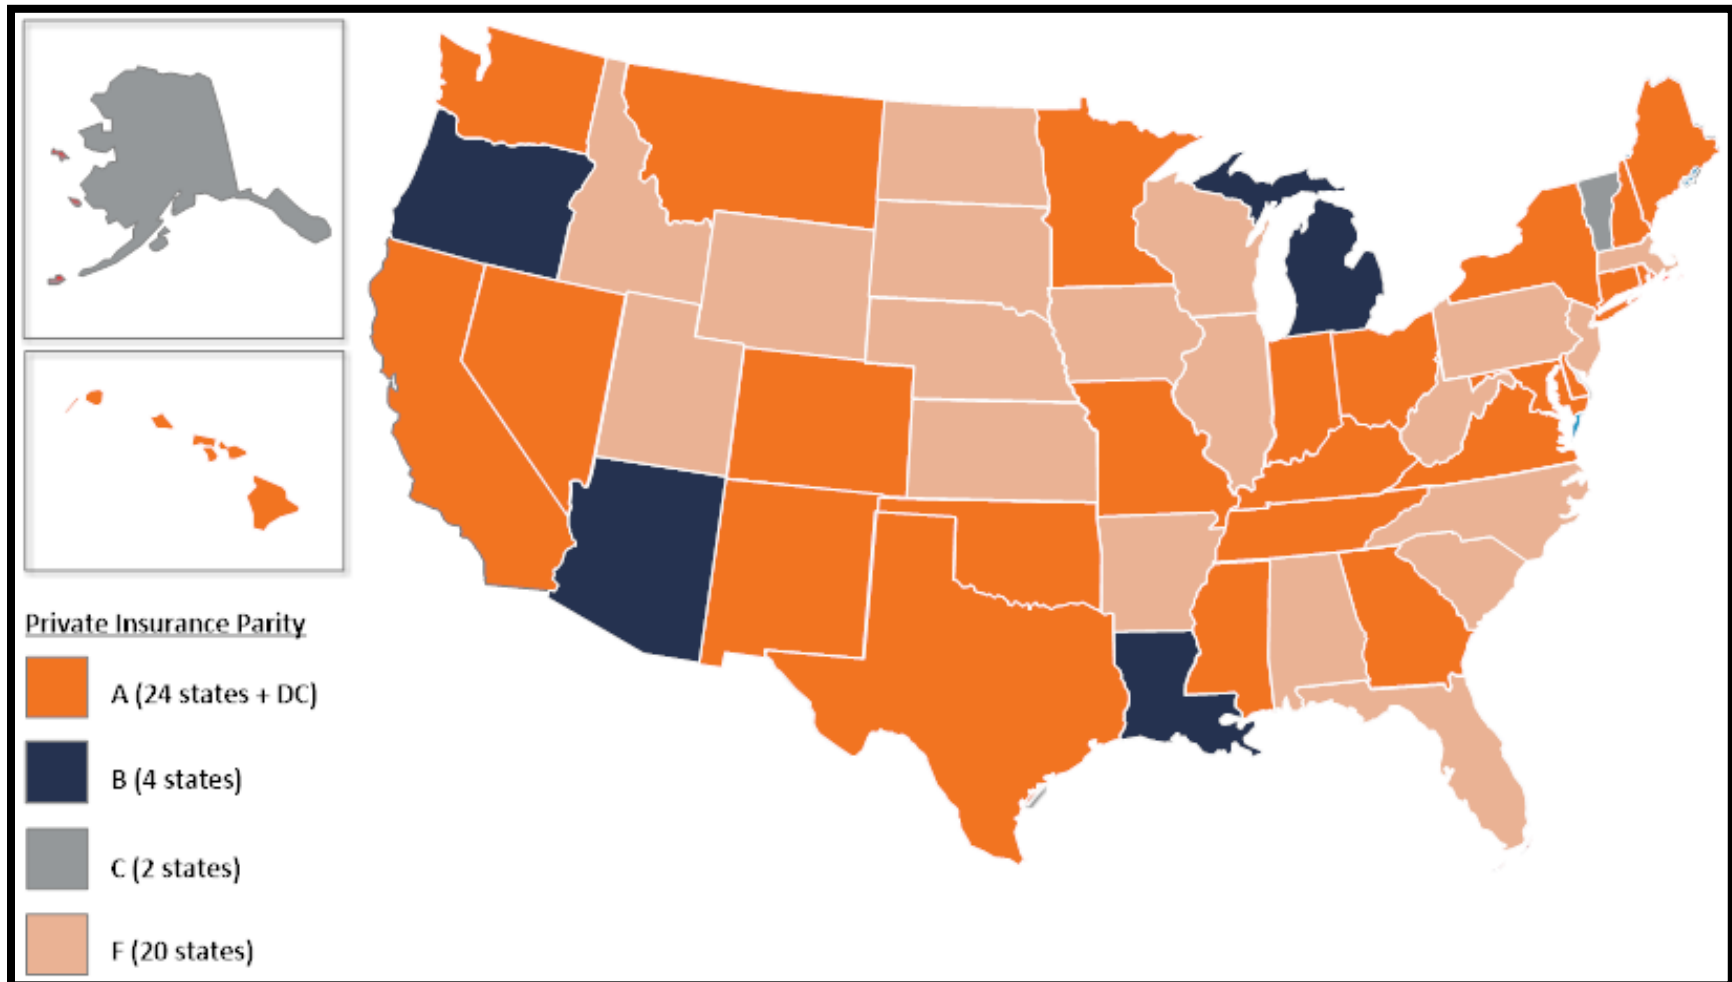 Private Insurance Parity
A (24 states + DC)
B (4 states)
C (2 states)
F (20 states)